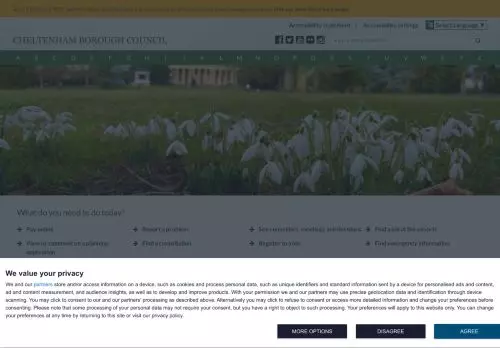 Accessibility statement
Accessibility settings
Select Language ▼
CHELTENHAM BOROUGH COUNCIL
What do you need to do today?
Pay online
Report a problem
See committees, meetings and decisions
View or comment on a planning application
Find a consultation
Register to vote
Find emergency information
We value your privacy
We and our partners store and/or access information on a device, such as cookies and process personal data, such as unique identifiers and standard information sent by a device for personalised ads and content,
ad and content measurement, and audience insights, as well as to develop and improve products. With your permission we and our partners may use precise geolocation data and identification through device
scanning. You may click to consent to our and our partners' processing as described above. Alternatively you may click to refuse to consent or access more detailed information and change your preferences before
consenting. Please note that some processing of your personal data may not require your consent, but you have a right to object to such processing. Your preferences will apply to this website only. You can change
your preferences at any time by returning to this site or visit our privacy policy.
MORE OPTIONS
DISAGREE
AGREE